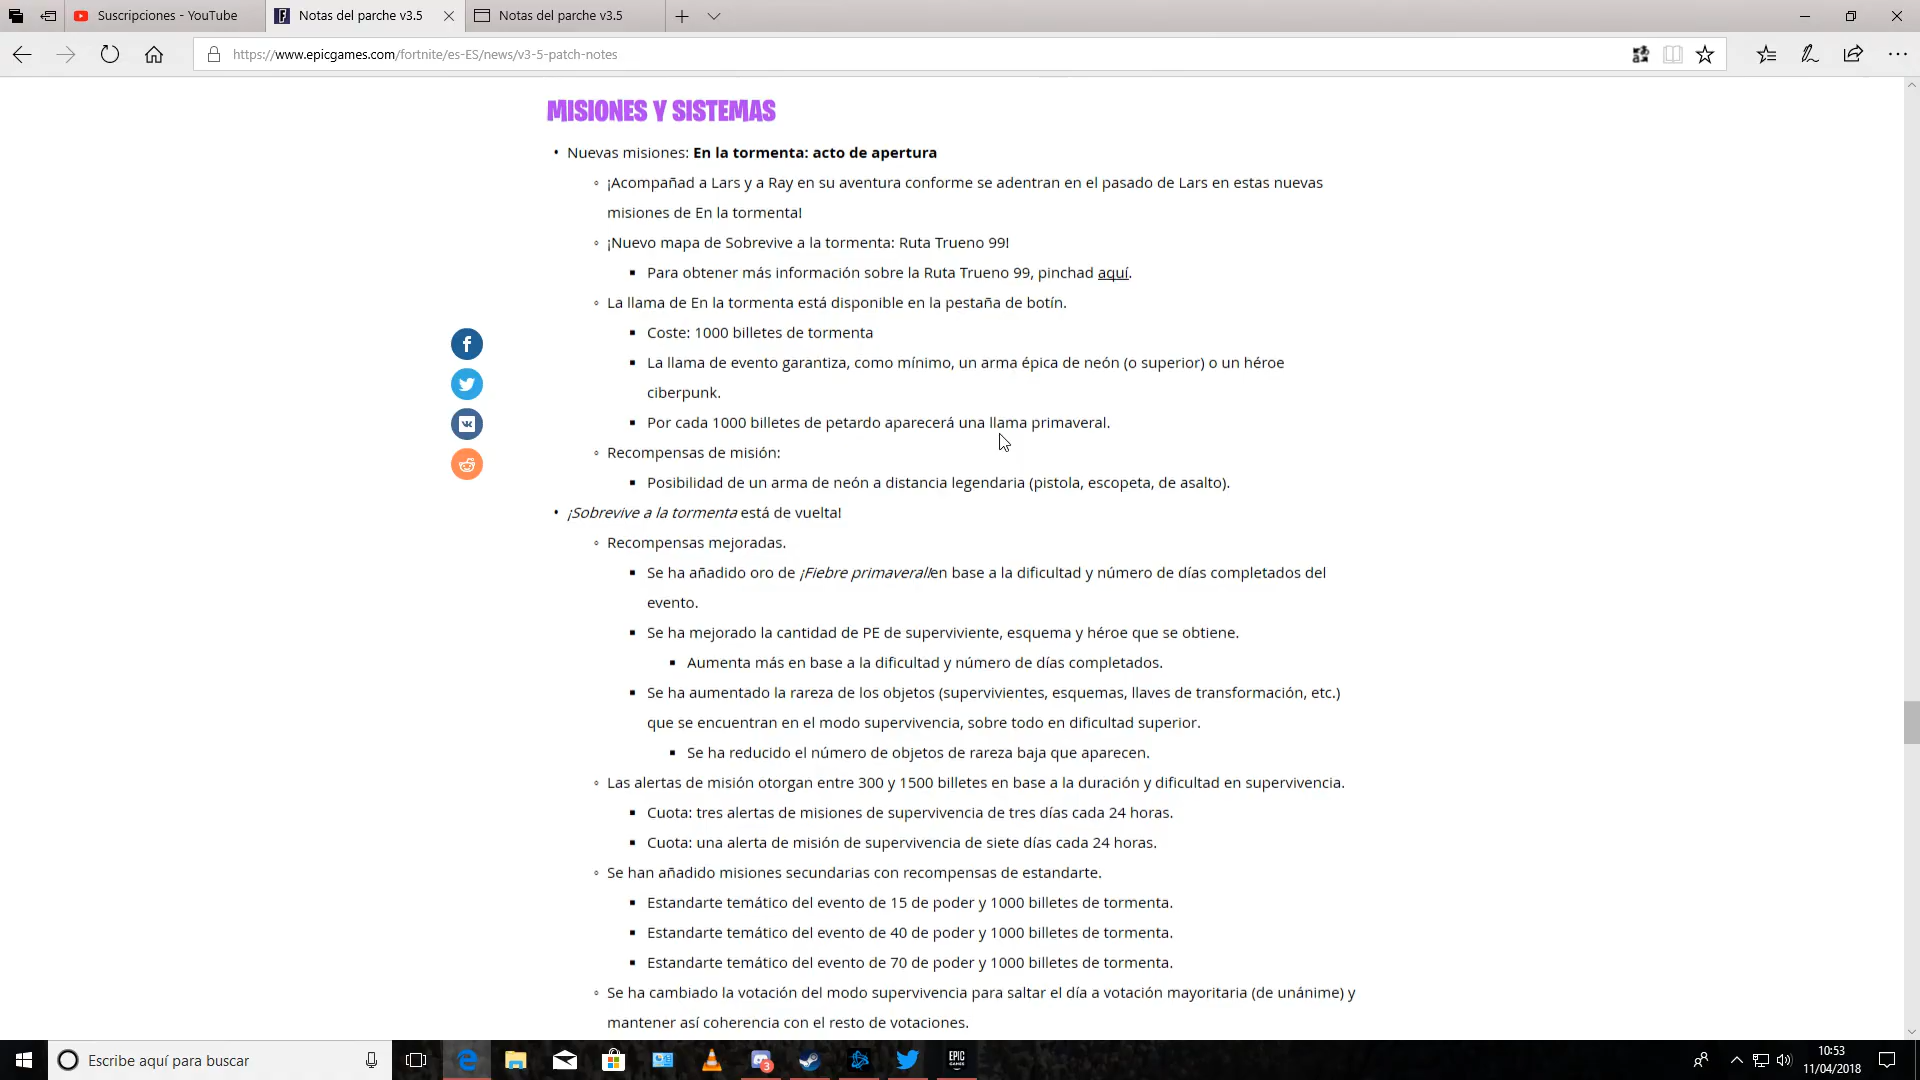 Suscripciones - YouTube
Notas del parche v3.5
Notas del parche v3.5
https://www.epicgames.com/fortnite/es-ES/news/v3-5-patch-notes
MISIONES Y SISTEMAS
• Nuevas misiones: En la tormenta: acto de apertura
¡Acompañad a Lars y a Ray en su aventura conforme se adentran en el pasado de Lars en estas nuevas
misiones de En la tormenta!
¡Nuevo mapa de Sobrevive a la tormenta: Ruta Trueno 99!
Para obtener más información sobre la Ruta Trueno 99, pinchad aquí.
La llama de En la tormenta está disponible en la pestaña de botín.
Coste: 1000 billetes de tormenta
La llama de evento garantiza, como mínimo, un arma épica de neón (o superior) o un héroe
ciberpunk.
Por cada 1000 billetes de petardo aparecerá una llama primaveral.
Recompensas de misión:
Posibilidad de un arma de neón a distancia legendaria (pistola, escopeta, de asalto).
• ¡Sobrevive a la tormenta está de vuelta!
Recompensas mejoradas.
Se ha añadido oro de ¡Fiebre primaveral!en base a la dificultad y número de días completados del
evento.
Se ha mejorado la cantidad de PE de superviviente, esquema y héroe que se obtiene.
Aumenta más en base a la dificultad y número de días completados.
Se ha aumentado la rareza de los objetos (supervivientes, esquemas, llaves de transformación, etc.)
que se encuentran en el modo supervivencia, sobre todo en dificultad superior.
Se ha reducido el número de objetos de rareza baja que aparecen.
Las alertas de misión otorgan entre 300 y 1500 billetes en base a la duración y dificultad en supervivencia.
Cuota: tres alertas de misiones de supervivencia de tres días cada 24 horas.
Cuota: una alerta de misión de supervivencia de siete días cada 24 horas.
Se han añadido misiones secundarias con recompensas de estandarte.
Estandarte temático del evento de 15 de poder y 1000 billetes de tormenta.
Estandarte temático del evento de 40 de poder y 1000 billetes de tormenta.
Estandarte temático del evento de 70 de poder y 1000 billetes de tormenta.
Se ha cambiado la votación del modo supervivencia para saltar el día a votación mayoritaria (de unánime) y
mantener así coherencia con el resto de votaciones.
Escribe aquí para buscar
3
EPIC
GAMES
10:53
11/04/2018